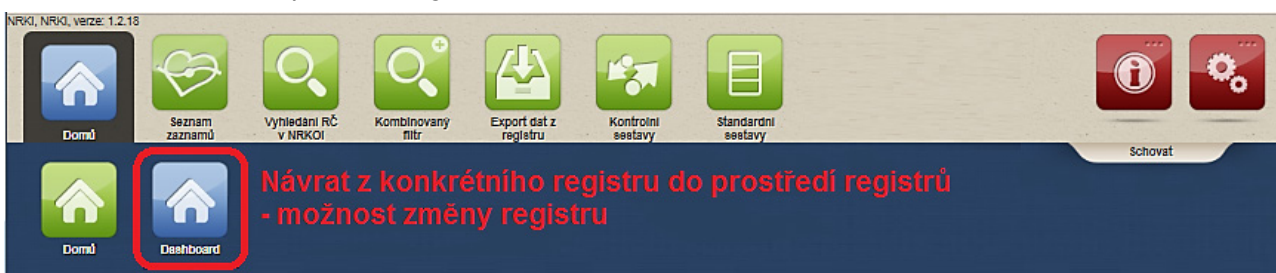 NRKI, NRKI, verze: 1.2.18
Domů
Seznam
zaznamů
Vyhledání RČ
v NRKOI
Kombinovaný
filtr
Export dat z
registru
Kontrolní
sestavy
Standardní
sestavy
Schovat
Domů
Dashboard
Návrat z konkrétního registru do prostředí registrů
- možnost změny registru